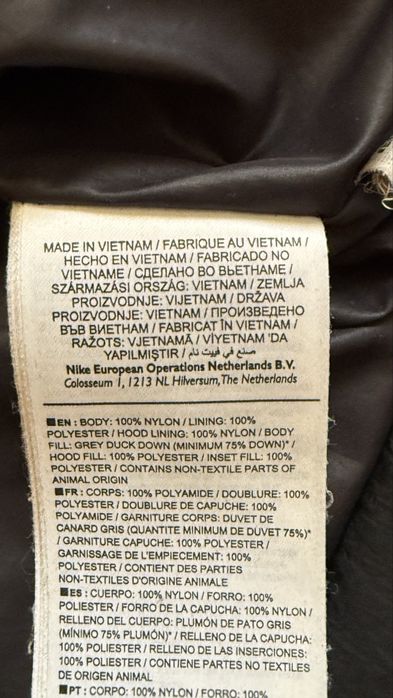 MADE IN VIETNAM / FABRIQUE AU VIETNAM /
HECHO EN VIETNAM / FABRICADO NO
VIETNAME / СДЕЛАНО ВО ВЬЕТНАМЕ /
SZÁRMAZÁSI ORSZÁG: VIETNAM / ZEMLJA
PROIZVODNJE: VIJETNAM / DRŽAVA
PROIZVODNJE: VIETNAM / ПРОИЗВЕДЕНО
ВЪВ ВИЕТНАМ / FABRICAT ÎN VIETNAM /
RAŽOTS: VJETNAMĀ / VİYETNAM 'DA
YAPILMIŞTIR / صنع في فييت نام
Nike European Operations Netherlands B.V.
Colosseum 1, 1213 NL Hilversum, The Netherlands
■EN : BODY: 100% NYLON / LINING: 100%
POLYESTER / HOOD LINING: 100% NYLON / BODY
FILL: GREY DUCK DOWN (MINIMUM 75% DOWN)* /
HOOD FILL: 100% POLYESTER / INSET FILL: 100%
POLYESTER / CONTAINS NON-TEXTILE PARTS OF
ANIMAL ORIGIN
■FR : CORPS: 100% POLYAMIDE / DOUBLURE: 100%
POLYESTER / DOUBLURE DE CAPUCHE: 100%
POLYAMIDE / GARNITURE CORPS: DUVET DE
CANARD GRIS (QUANTITE MINIMUM DE DUVET 75%)*
/ GARNITURE CAPUCHE: 100% POLYESTER /
GARNISSAGE DE L'EMPIECEMENT: 100%
POLYESTER / CONTIENT DES PARTIES
NON-TEXTILES D'ORIGINE ANIMALE
■ES : CUERPO: 100% NYLON / FORRO: 100%
POLIESTER / FORRO DE LA CAPUCHA: 100% NYLON /
RELLENO DEL CUERPO: PLUMÓN DE PATO GRIS
(MÍNIMO 75% PLUMÓN)* / RELLENO DE LA CAPUCHA:
100% POLIESTER / RELLENO DE LAS INSERCIONES:
100% POLIESTER / CONTIENE PARTES NO TEXTILES
DE ORIGEN ANIMAL
■PT : CORPO: 100% NYLON / FORRO: 100%